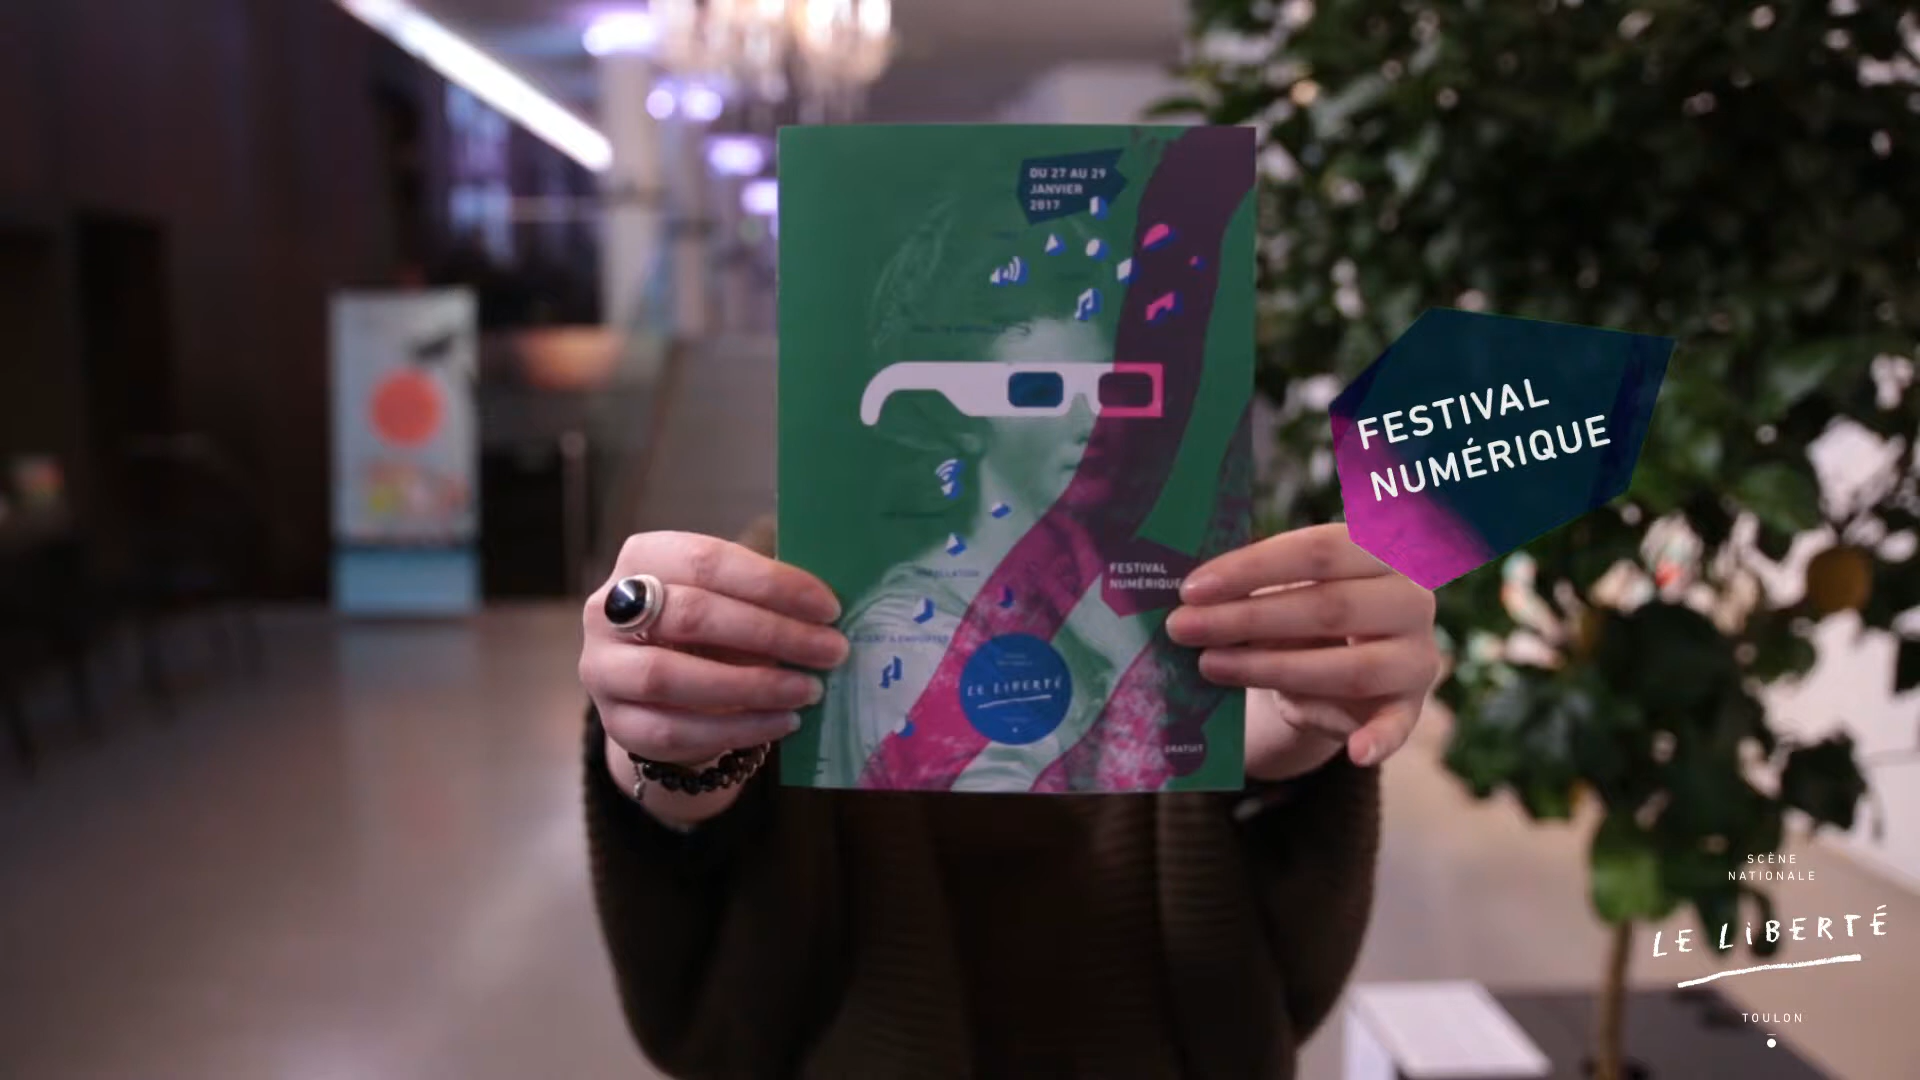 DU 27 AU 29
JANVIER
2017
FESTIVAL
NUMÉRIQUE
LE LIBERTÉ
GRATUIT
FESTIVAL
NUMÉRIQUE
SCÈNE
NATIONALE
LE LIBERTÉ
TOULON